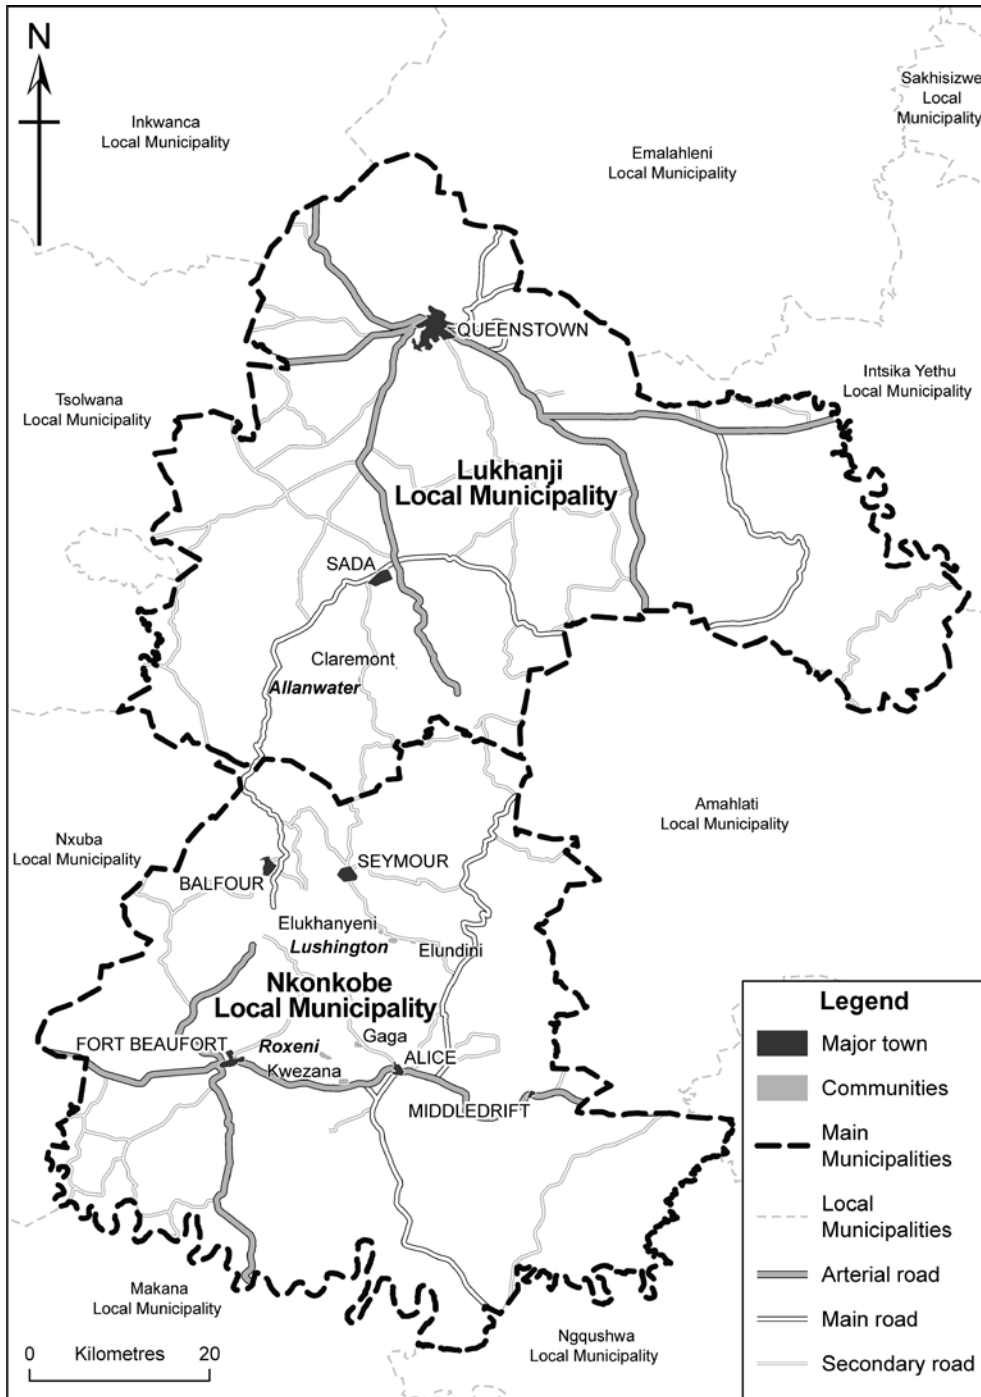 N
Inkwanca
Local Municipality
Sakhisizwe
Local
Municipality
Emalahleni
Local Municipality
QUEENSTOWN
Tsolwana
Local Municipality
Intsika Yethu
Local Municipality
Lukhanji
Local Municipality
SADA
Claremont
Allanwater
Amahlati
Local Municipality
Nxuba
Local Municipality
SEYMOUR
BALFOUR
Elukhanyeni
Lushington
Elundini
Nkonkobe
Local Municipality
FORT BEAUFORT
Roxeni
Gaga
ALICE
Kwezana
MIDDLEDRIFT
Makana
Local Municipality
Ngqushwa
Local Municipality
0 Kilometres 20
Legend
Major town
Communities
Main
Municipalities
Local
Municipalities
Arterial road
Main road
Secondary road